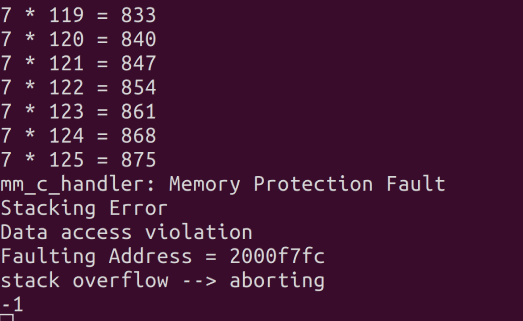 7 * 119 = 833
7 * 120 = 840
7 * 121 = 847
7 * 122 = 854
7 * 123 = 861
7 * 124 = 868
7 * 125 = 875
mm_c_handler: Memory Protection Fault
Stacking Error
Data access violation
Faulting Address = 2000f7fc
stack overflow --> aborting
-1